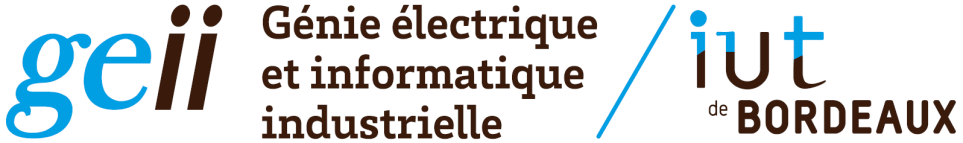 geii
Génie électrique
et informatique
industrielle
iut
de BORDEAUX